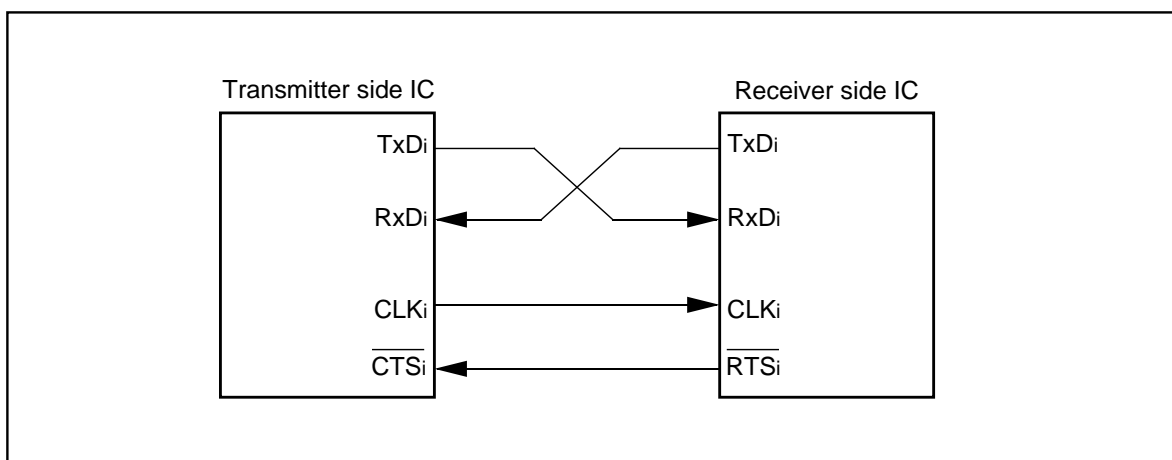 Transmitter side IC
Receiver side IC
TxDi
RxDi
CLKi
CTSi
TxDi
RxDi
CLKi
RTSi